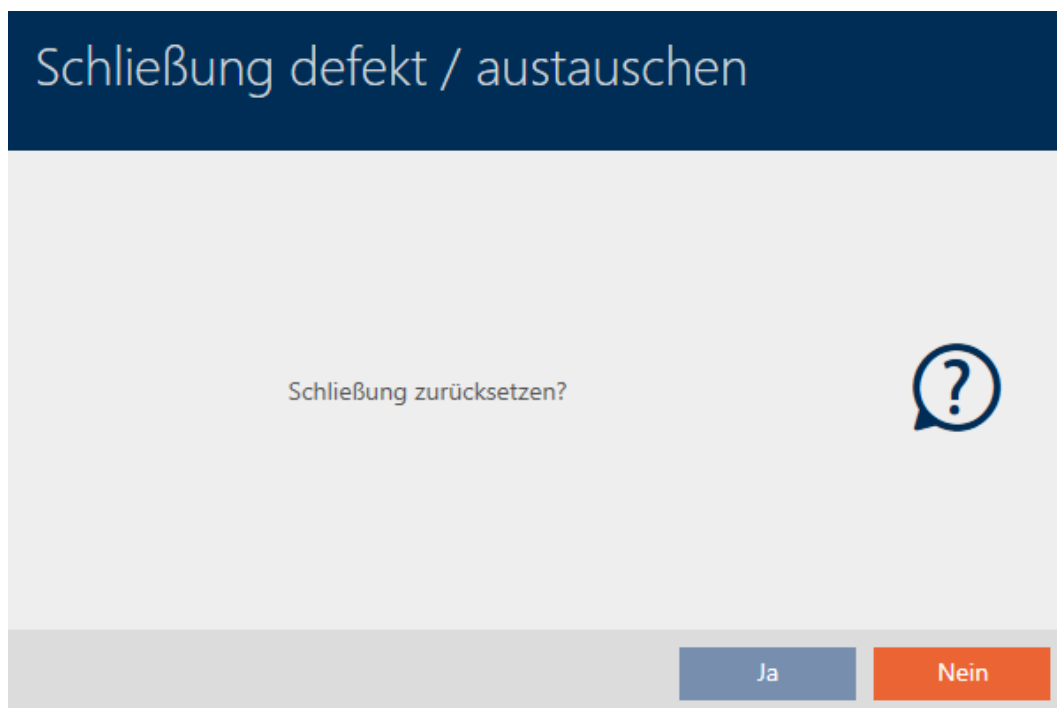 Schließung defekt / austauschen
Schließung zurücksetzen?
?
Ja
Nein